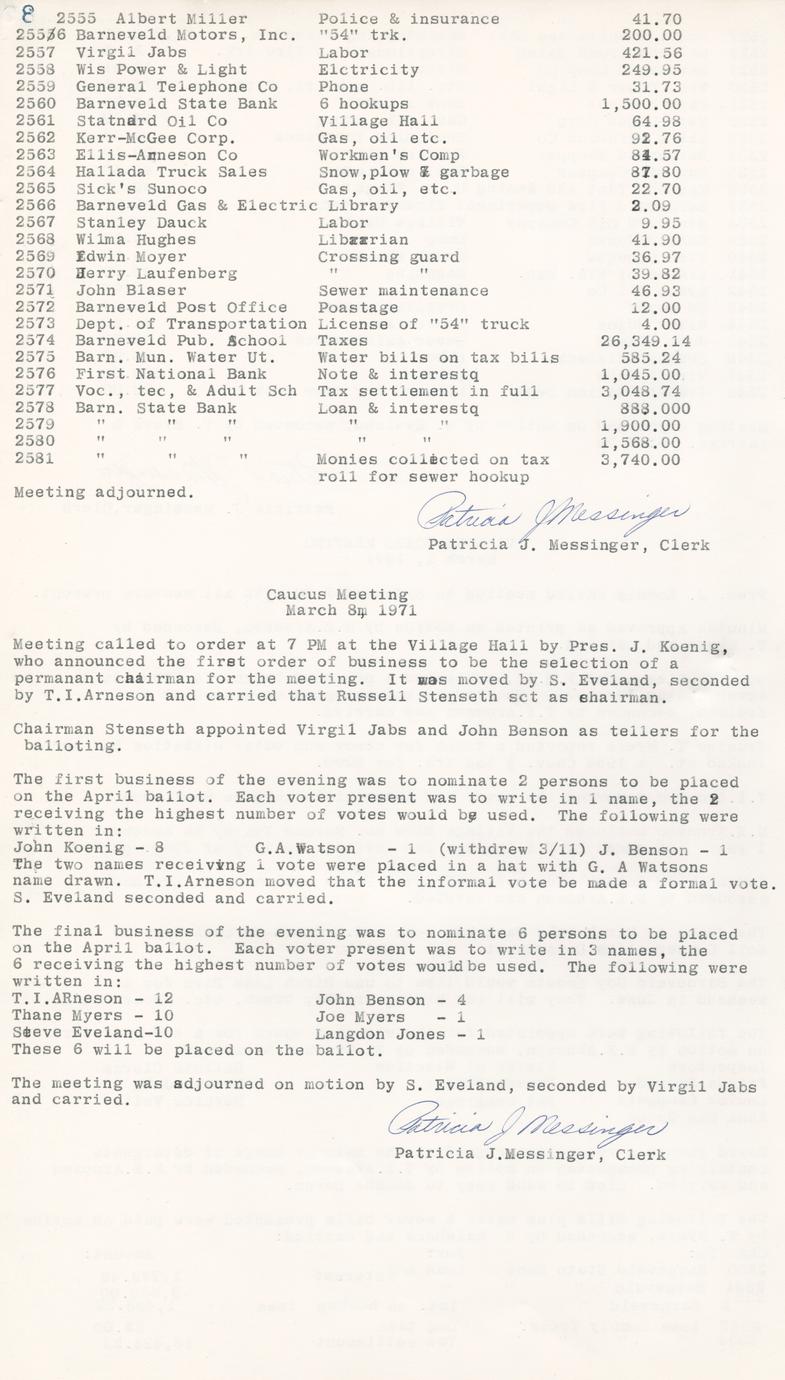 8 2555 Albert Miller Police & insurance 41.70
2556 Barneveld Motors, Inc. "54" trk. 200.00
2557 Virgil Jabs Labor 421.56
2558 Wis Power & Light Elctricity 249.95
2559 General Telephone Co Phone 31.73
2560 Barneveld State Bank 6 hookups 1,500.00
2561 Statndrd Oil Co Village Hall 64.98
2562 Kerr-McGee Corp. Gas, oil etc. 92.76
2563 Ellis-Anneson Co Workmen's Comp 84.57
2564 Hallada Truck Sales Snow,plow & garbage 87.80
2565 Sick's Sunoco Gas, oil, etc. 22.70
2566 Barneveld Gas & Electric Library 2.09
2567 Stanley Dauck Labor 9.95
2568 Wilma Hughes Librarian 41.90
2569 Edwin Moyer Crossing guard 36.97
2570 Herry Laufenberg " " 39.82
2571 John Blaser Sewer maintenance 46.93
2572 Barneveld Post Office Poastage 12.00
2573 Dept. of Transportation License of "54" truck 4.00
2574 Barneveld Pub. School Taxes 26,349.14
2575 Barn. Mun. Water Ut. Water bills on tax bills 585.24
2576 First National Bank Note & interestq 1,045.00
2577 Voc., tec, & Adult Sch Tax settlement in full 3,048.74
2578 Barn. State Bank Loan & interestq 888.000
2579 " " " " " 1,900.00
2580 " " " " " 1,568.00
2581 " " " Monies collected on tax 3,740.00
roll for sewer hookup
Meeting adjourned.
Patricia J Messinger
Patricia J. Messinger, Clerk
Caucus Meeting
March 8, 1971
Meeting called to order at 7 PM at the Village Hall by Pres. J. Koenig,
who announced the first order of business to be the selection of a
permanant chairman for the meeting. It was moved by S. Eveland, seconded
by T.I.Arneson and carried that Russell Stenseth sct as chairman.
Chairman Stenseth appointed Virgil Jabs and John Benson as tellers for the
balloting.
The first business of the evening was to nominate 2 persons to be placed
on the April ballot. Each voter present was to write in 1 name, the 2
receiving the highest number of votes would be used. The following were
written in:
John Koenig - 8 G.A.Watson - 1 (withdrew 3/11) J. Benson - 1
The two names receiving 1 vote were placed in a hat with G. A Watsons
name drawn. T.I.Arneson moved that the informal vote be made a formal vote.
S. Eveland seconded and carried.
The final business of the evening was to nominate 6 persons to be placed
on the April ballot. Each voter present was to write in 3 names, the
6 receiving the highest number of votes would be used. The following were
written in:
T.I.ARneson - 12 John Benson - 4
Thane Myers - 10 Joe Myers - 1
Steve Eveland-10 Langdon Jones - 1
These 6 will be placed on the ballot.
The meeting was adjourned on motion by S. Eveland, seconded by Virgil Jabs
and carried.
Patricia J Messinger
Patricia J.Messinger, Clerk